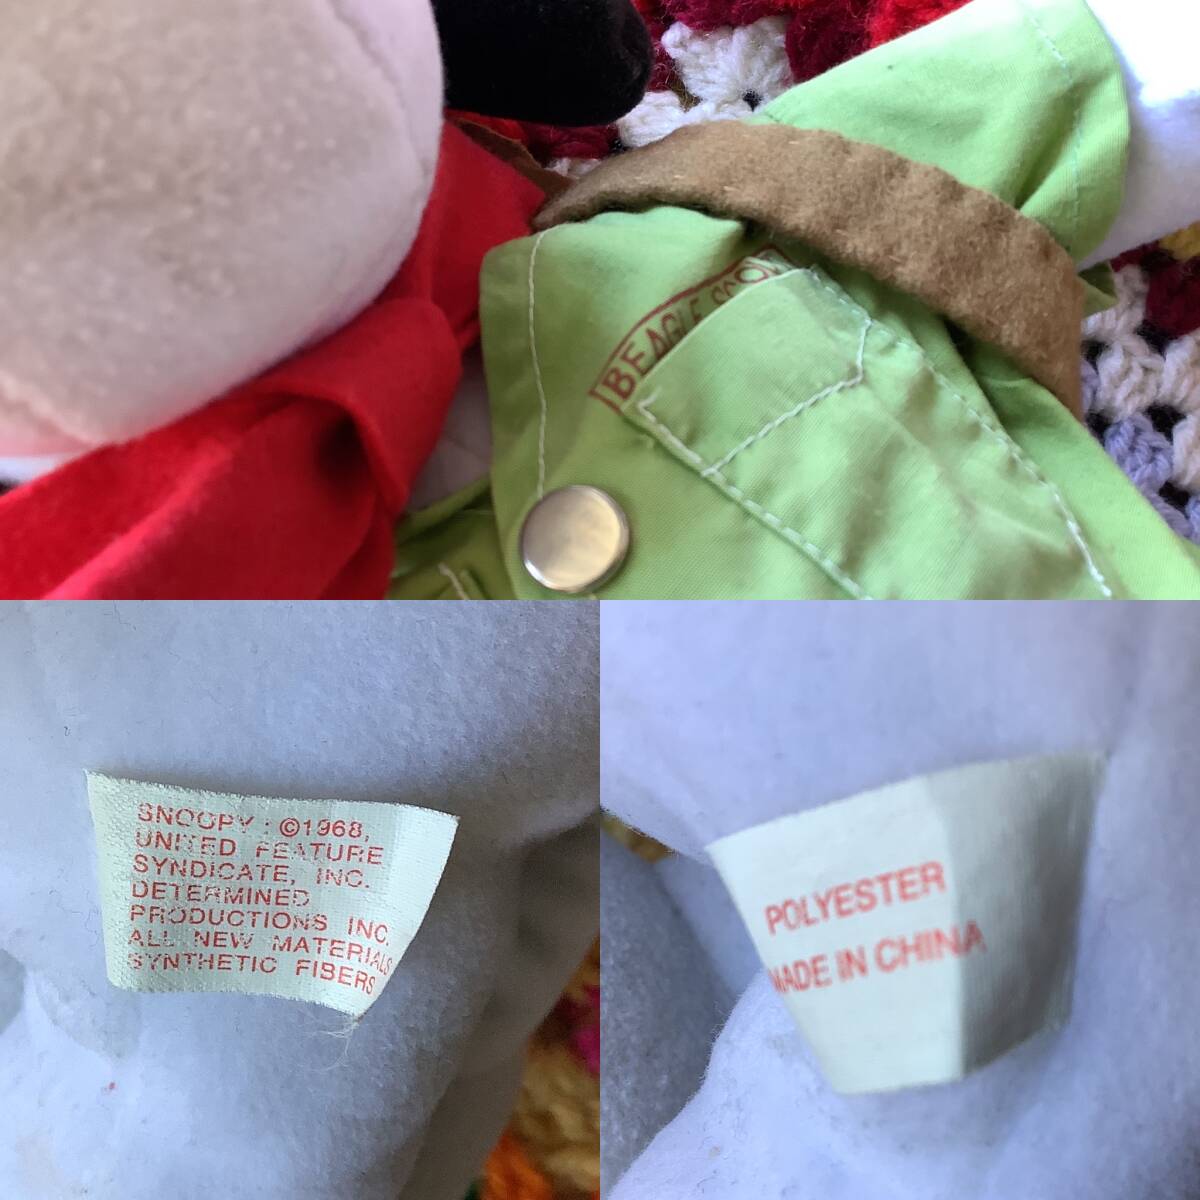 BEAGLE SCOU
SNOOPY : ©1968,
UNITED FEATURE
SYNDICATE, INC.
DETERMINED
PRODUCTIONS INC.
ALL NEW MATERIALS
SYNTHETIC FIBERS
POLYESTER
MADE IN CHINA